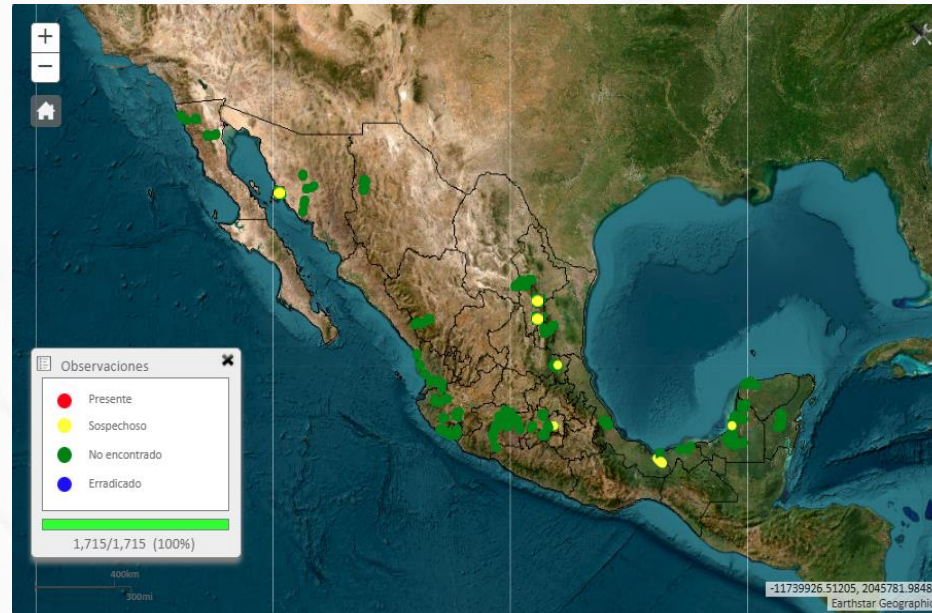 +
−
Observaciones
Presente
Sospechoso
No encontrado
Erradicado
1,715/1,715 (100%)
400km
300mi
-11739926.51205, 2045781.9848
Earthstar Geographic